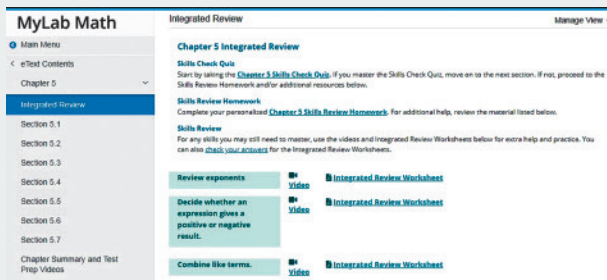 MyLab Math
Integrated Review
Manage View
Main Menu
eText Contents
Chapter 5
Integrated Review
Section 5.1
Section 5.2
Section 5.3
Section 5.4
Section 5.5
Section 5.6
Section 5.7
Chapter Summary and Test
Prep Videos
Chapter 5 Integrated Review
Skills Check Quiz
Start by taking the Chapter 5 Skills Check Quiz. If you master the Skills Check Quiz, move on to the next section. If not, proceed to the
Skills Review Homework and/or additional resources below.
Skills Review Homework
Complete your personalized Chapter 5 Skills Review Homework. For additional help, review the material listed below.
Skills Review
For any skills you may still need to master, use the videos and Integrated Review Worksheets below for extra help and practice. You
can also check your answers for the Integrated Review Worksheets.
Review exponents
Video
Integrated Review Worksheet
Decide whether an
expression gives a
positive or negative
result.
Video
Integrated Review Worksheet
Combine like terms.
Video
Integrated Review Worksheet